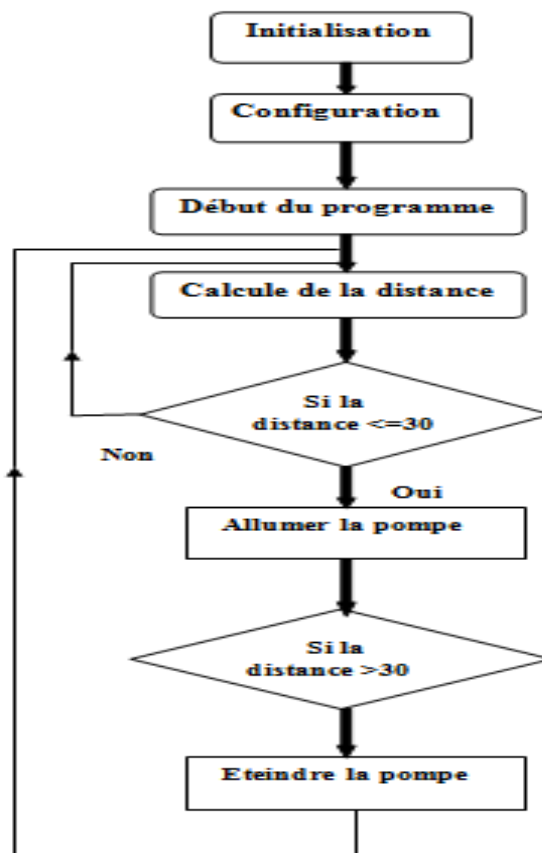 Initialisation
Configuration
Début du programme
Calcule de la distance
Si la
distance <=30
Non
Oui
Allumer la pompe
Si la
distance >30
Eteindre la pompe